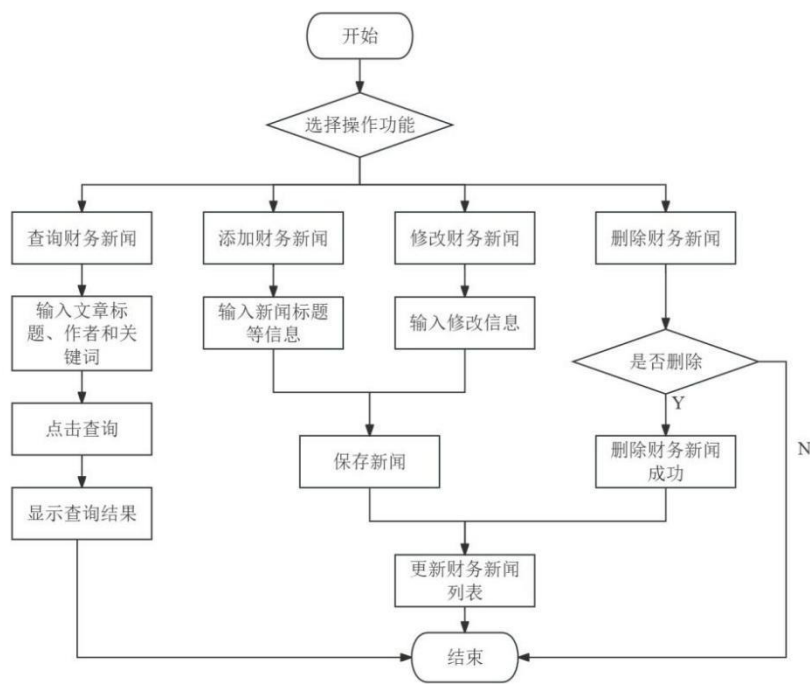 开始
选择操作功能
查询财务新闻
添加财务新闻
修改财务新闻
删除财务新闻
输入文章标
题、作者和关
键词
输入新闻标题
等信息
输入修改信息
是否删除
Y
N
点击查询
保存新闻
删除财务新闻
成功
显示查询结果
更新财务新闻
列表
结束